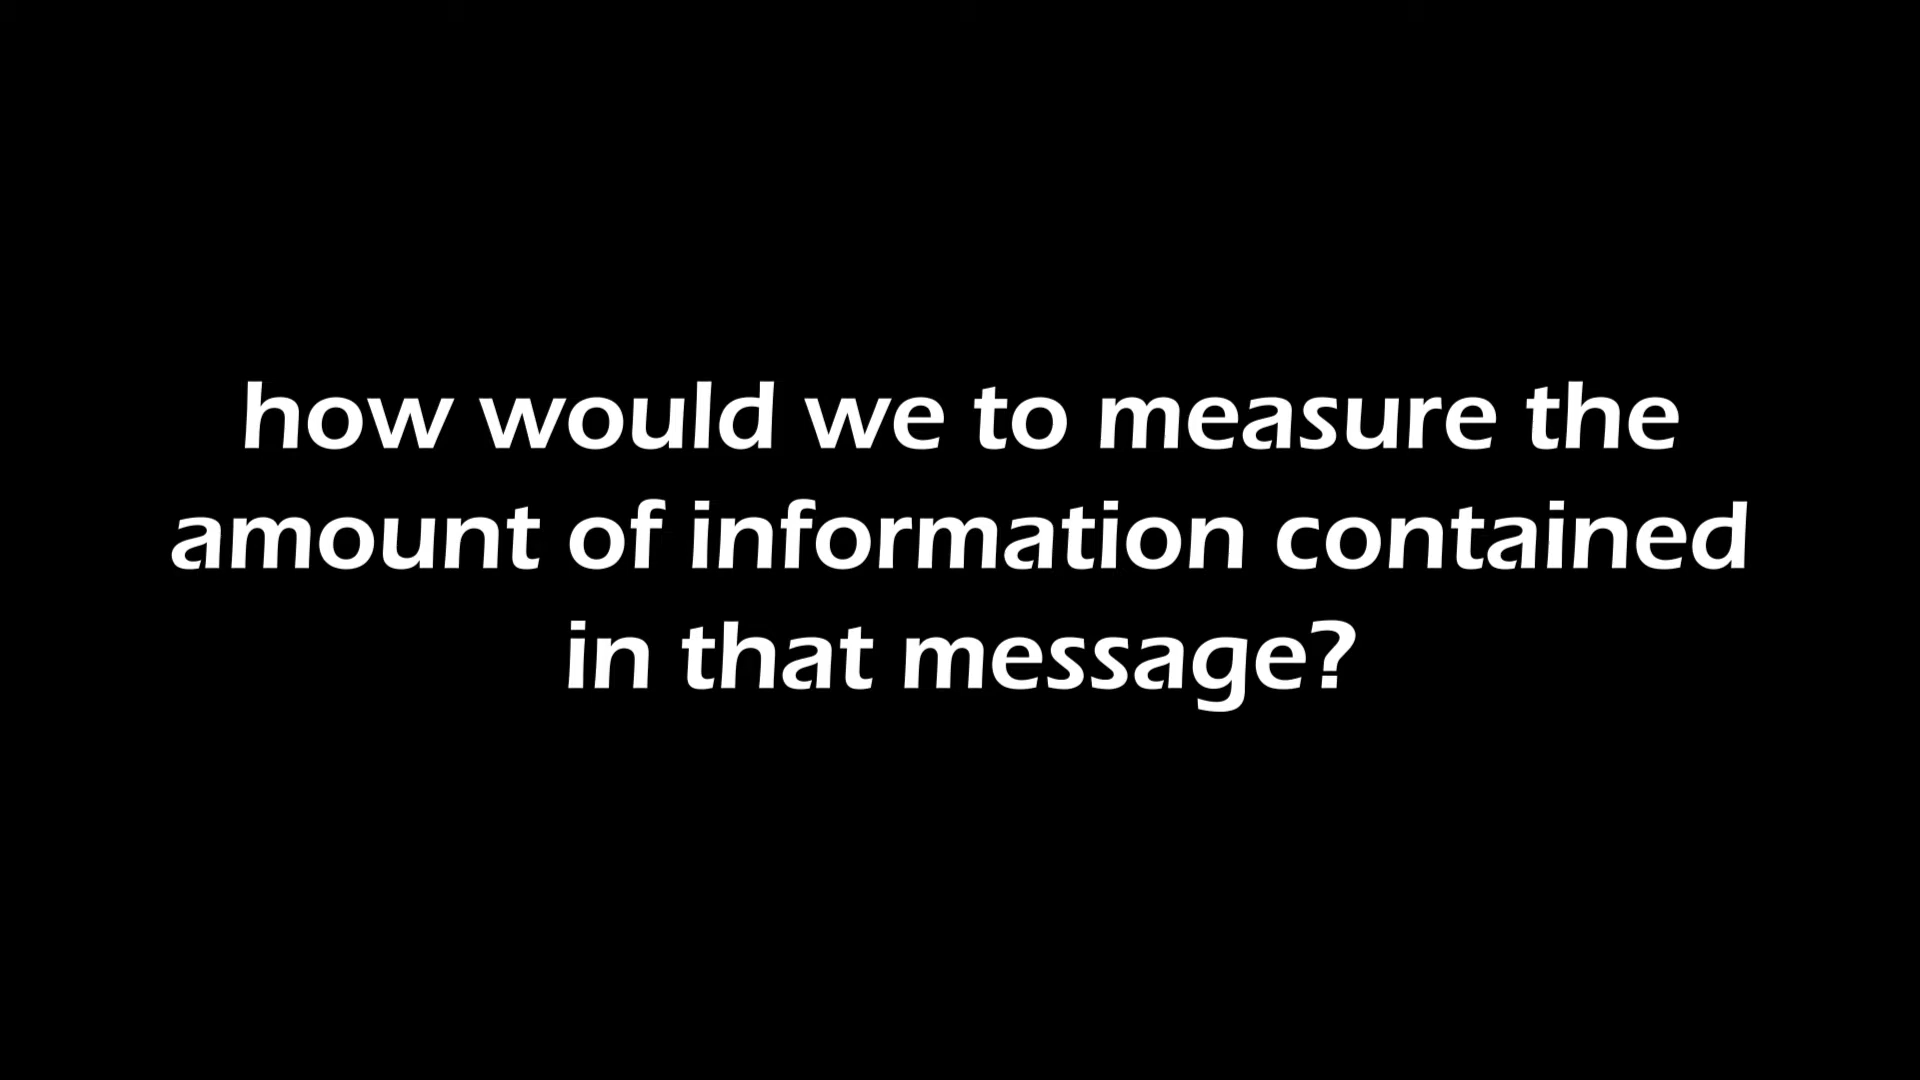 how would we to measure the
amount of information contained
in that message?